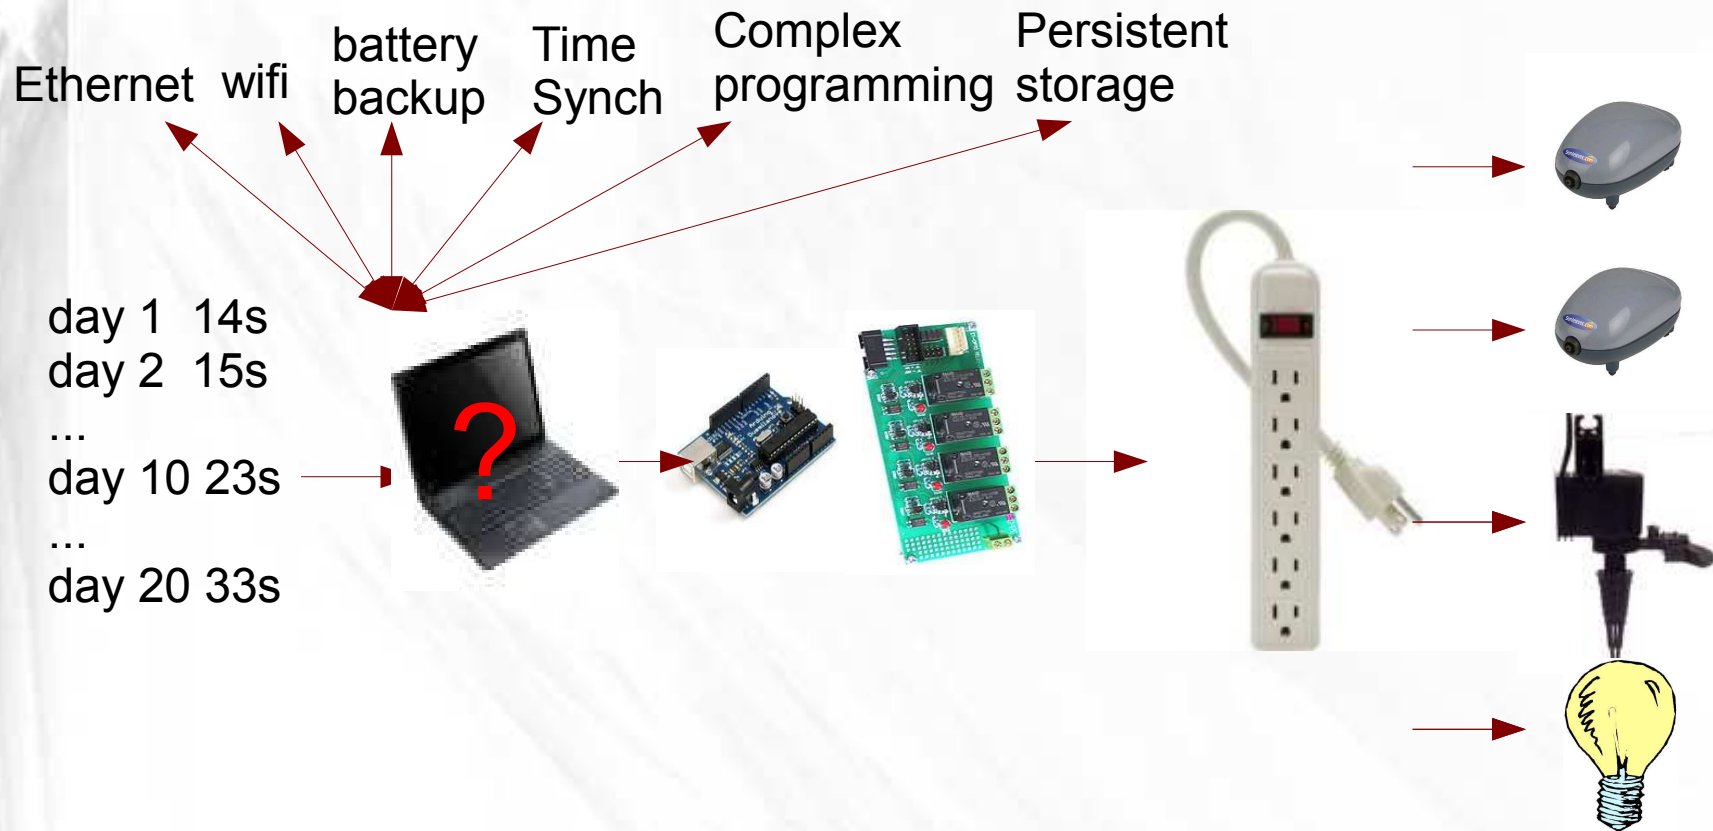 Ethernet wifi
battery
backup
Time
Synch
Complex
programming
Persistent
storage
day 1 14s
day 2 15s
...
day 10 23s
...
day 20 33s
?